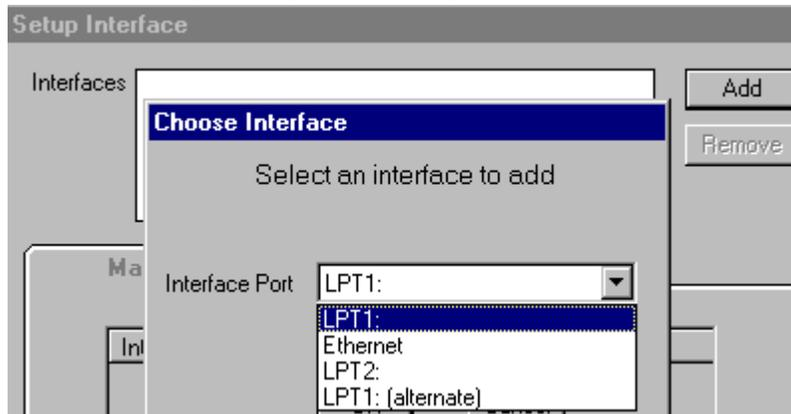 Setup Interface
Interfaces
Add
Choose Interface
Remove
Select an interface to add
Interface Port LPT1:
LPT1:
Ethernet
LPT2:
LPT1: (alternate)